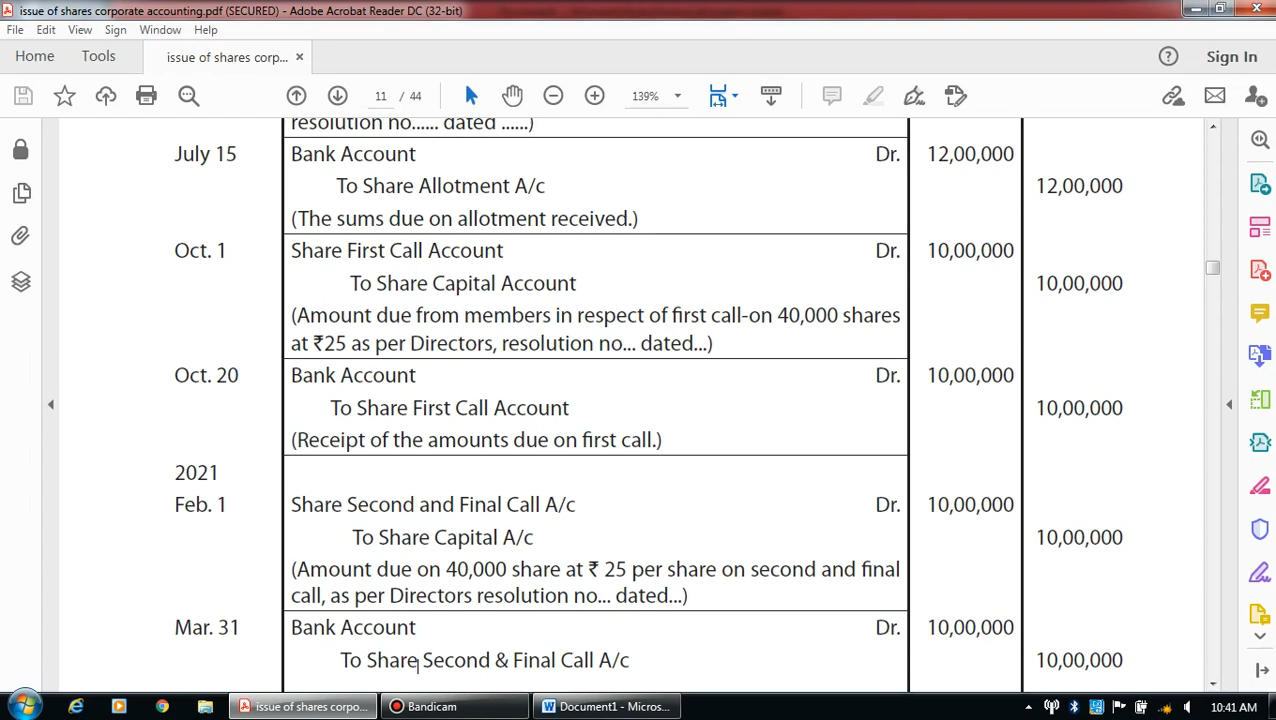 issue of shares corporate accounting.pdf (SECURED) - Adobe Acrobat Reader DC (32-bit)
File Edit View Sign Window Help
Home Tools issue of shares corp... × Sign In
11 / 44 139%
resolution no...... dated ......)
July 15 Bank Account Dr. 12,00,000
To Share Allotment A/c 12,00,000
(The sums due on allotment received.)
Oct. 1 Share First Call Account Dr. 10,00,000
To Share Capital Account 10,00,000
(Amount due from members in respect of first call-on 40,000 shares
at ₹25 as per Directors, resolution no... dated...)
Oct. 20 Bank Account Dr. 10,00,000
To Share First Call Account 10,00,000
(Receipt of the amounts due on first call.)
2021
Feb. 1 Share Second and Final Call A/c Dr. 10,00,000
To Share Capital A/c 10,00,000
(Amount due on 40,000 share at ₹ 25 per share on second and final
call, as per Directors resolution no... dated...)
Mar. 31 Bank Account Dr. 10,00,000
To Share Second & Final Call A/c 10,00,000
issue of shares corpo... Bandicam Document1 - Micros... 10:41 AM